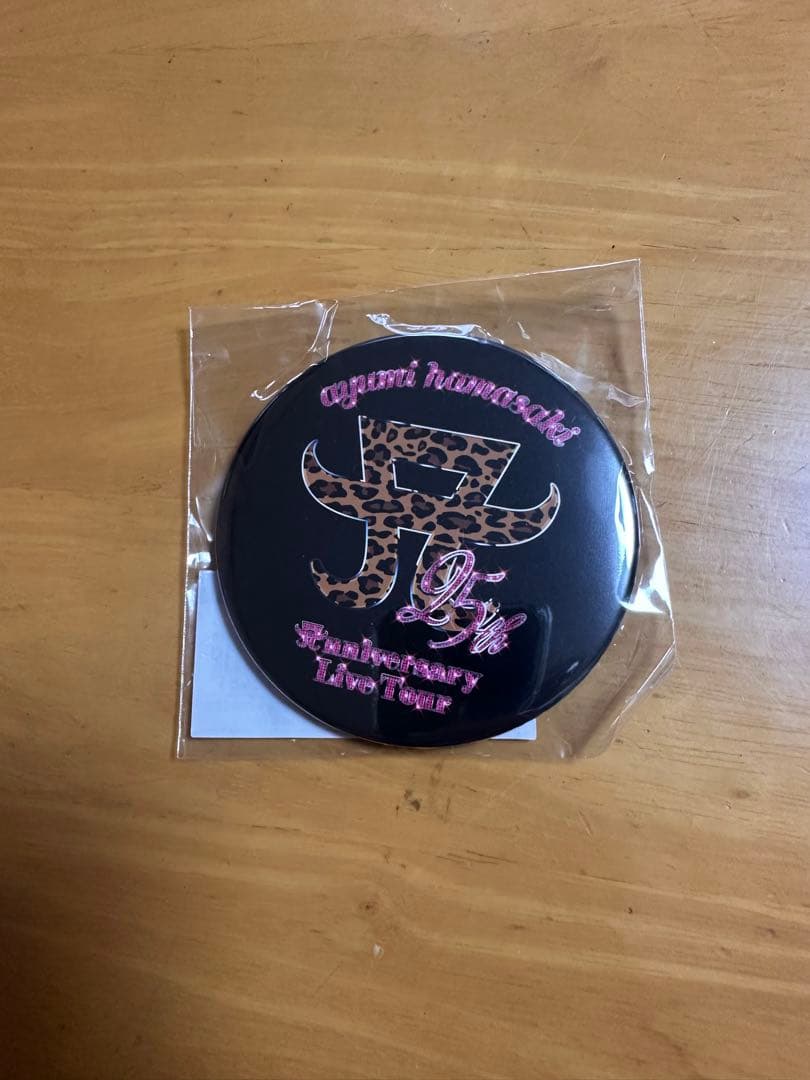 ayumi hamasaki
A
25th
Anniversary
Live Tour